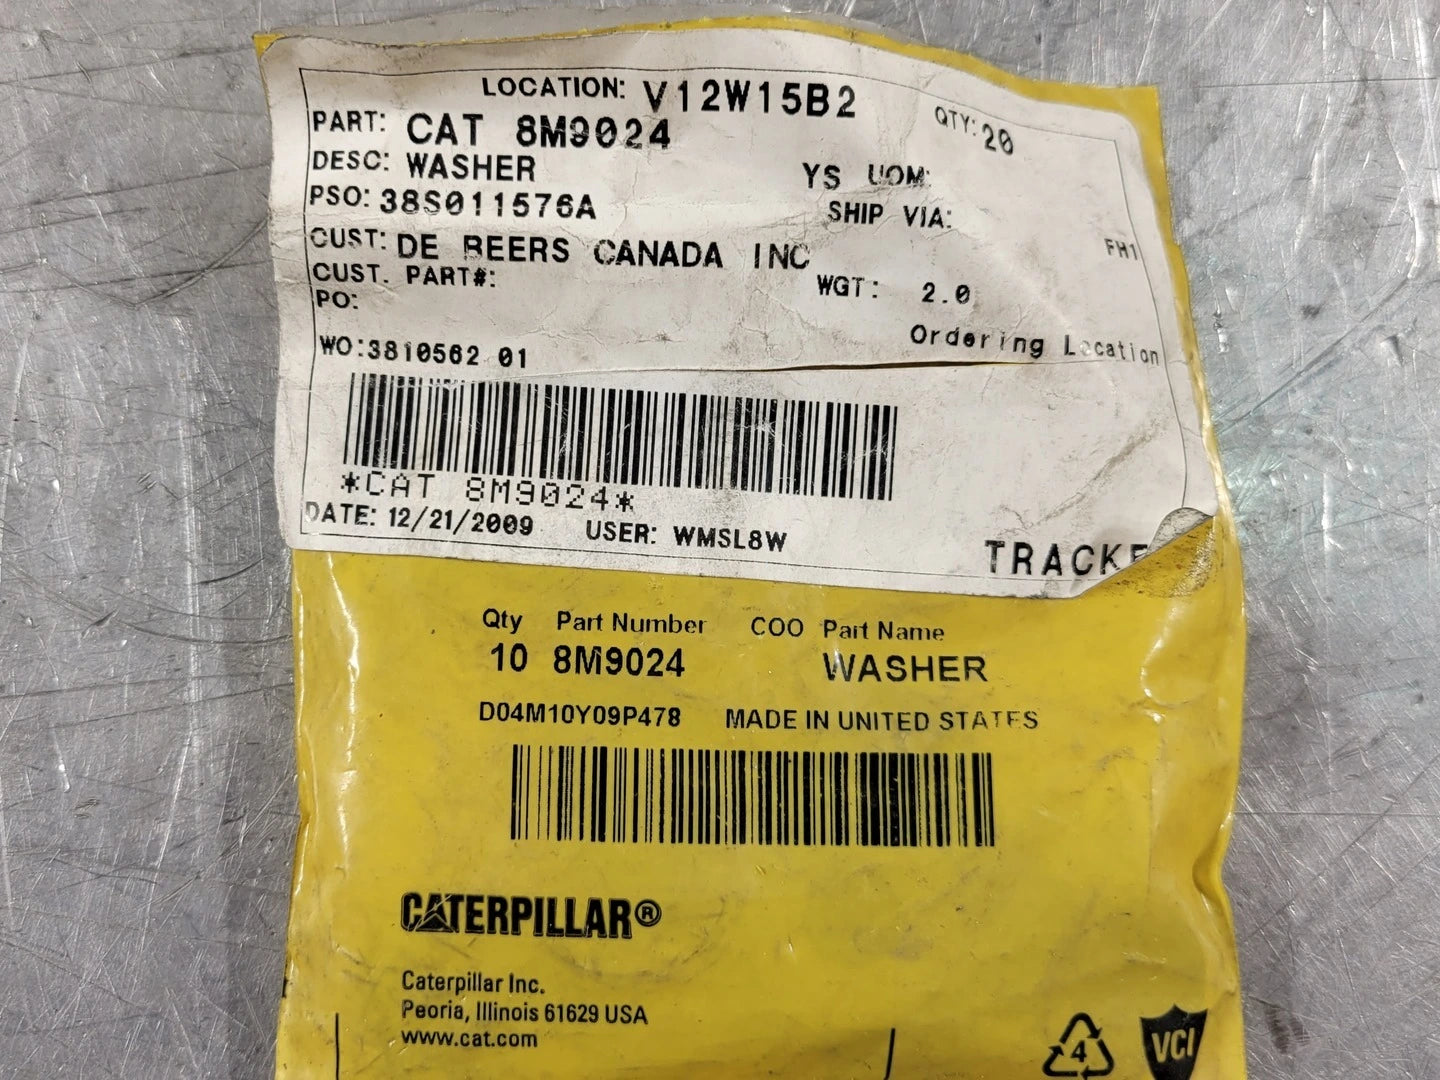 LOCATION: V12W15B2
PART: CAT 8M9024 QTY: 20
DESC: WASHER YS UOM:
PSO: 38S011576A SHIP VIA:
CUST: DE BEERS CANADA INC FH1
CUST. PART#: WGT: 2.0
PO:
Ordering Location
WO:3810562 01
*CAT 8M9024*
DATE: 12/21/2009 USER: WMSL8W
TRACKE
Qty Part Number COO Part Name
10 8M9024 WASHER
D04M10Y09P478 MADE IN UNITED STATES
CATERPILLAR®
Caterpillar Inc.
Peoria, Illinois 61629 USA
www.cat.com
4 VCI